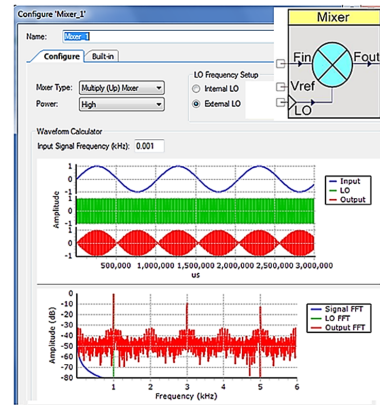 Configure 'Mixer_1'
Mixer
Name: Mixer_1
Fin Fout
Vref
LO
Configure Built-in
LO Frequency Setup
Mixer Type: Multiply (Up) Mixer
Internal LO
Power: High
External LO
Waveform Calculator
Input Signal Frequency (kHz): 0.001
Amplitude
1
0
-1
1
0
-1
1
0
-1
Input
LO
Output
500,000 1,000,000 1,500,000 2,000,000 2,500,000 3,000,000
us
Amplitude (dB)
0
-10
-20
-30
-40
-50
-60
-70
-80
Signal FFT
LO FFT
Output FFT
1 2 3 4 5 6
Frequency (kHz)